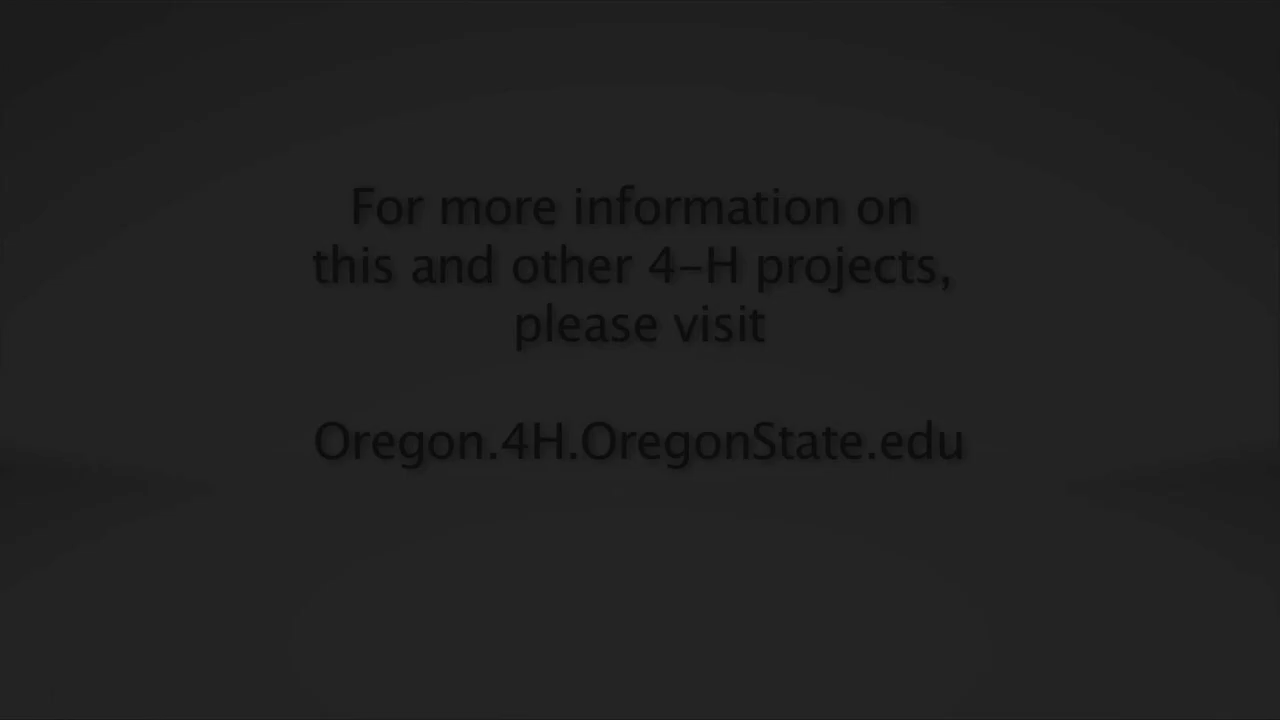 For more information on
this and other 4-H projects,
please visit
Oregon.4H.OregonState.edu